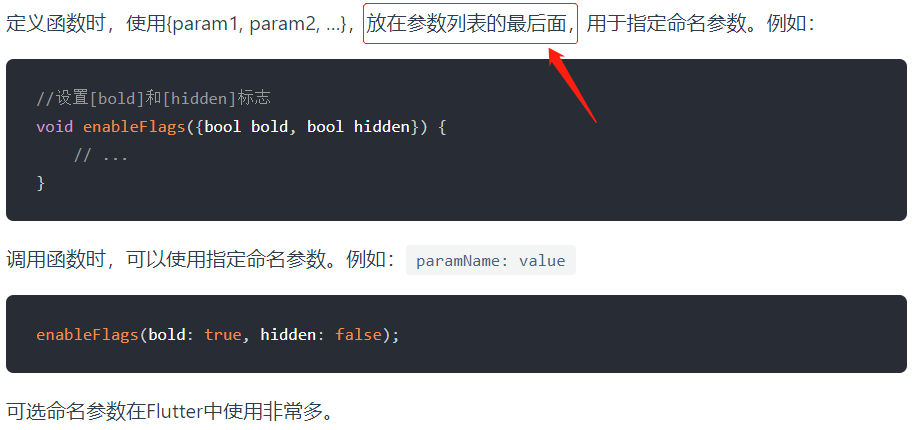 定义函数时，使用{param1, param2, …}，放在参数列表的最后面，用于指定命名参数。例如：
//设置[bold]和[hidden]标志
void enableFlags({bool bold, bool hidden}) {
    // ...
}
调用函数时，可以使用指定命名参数。例如： paramName: value
enableFlags(bold: true, hidden: false);
可选命名参数在Flutter中使用非常多。